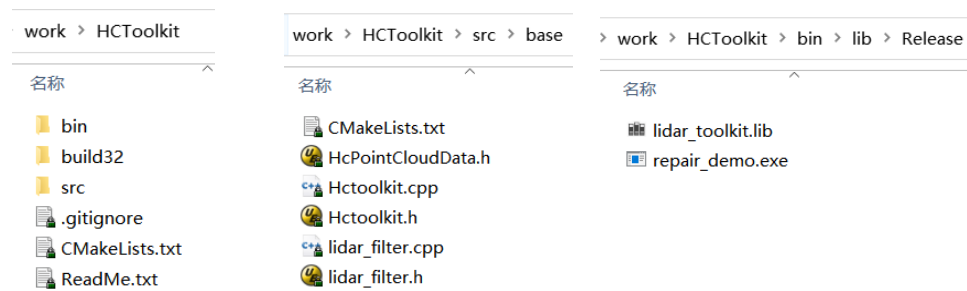 work > HCToolkit
名称
bin
build32
src
.gitignore
CMakeLists.txt
ReadMe.txt
work > HCToolkit > src > base
名称
CMakeLists.txt
HcPointCloudData.h
Hctoolkit.cpp
Hctoolkit.h
lidar_filter.cpp
lidar_filter.h
> work > HCToolkit > bin > lib > Release
名称
lidar_toolkit.lib
repair_demo.exe